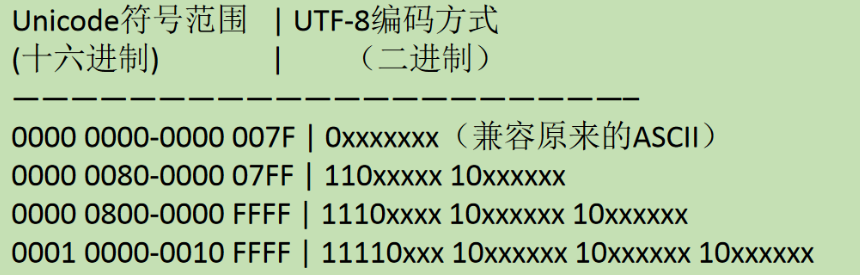 Unicode符号范围 | UTF-8编码方式
(十六进制) | （二进制）
——————————————————————–
0000 0000-0000 007F | 0xxxxxxx（兼容原来的ASCII）
0000 0080-0000 07FF | 110xxxxx 10xxxxxx
0000 0800-0000 FFFF | 1110xxxx 10xxxxxx 10xxxxxx
0001 0000-0010 FFFF | 11110xxx 10xxxxxx 10xxxxxx 10xxxxxx